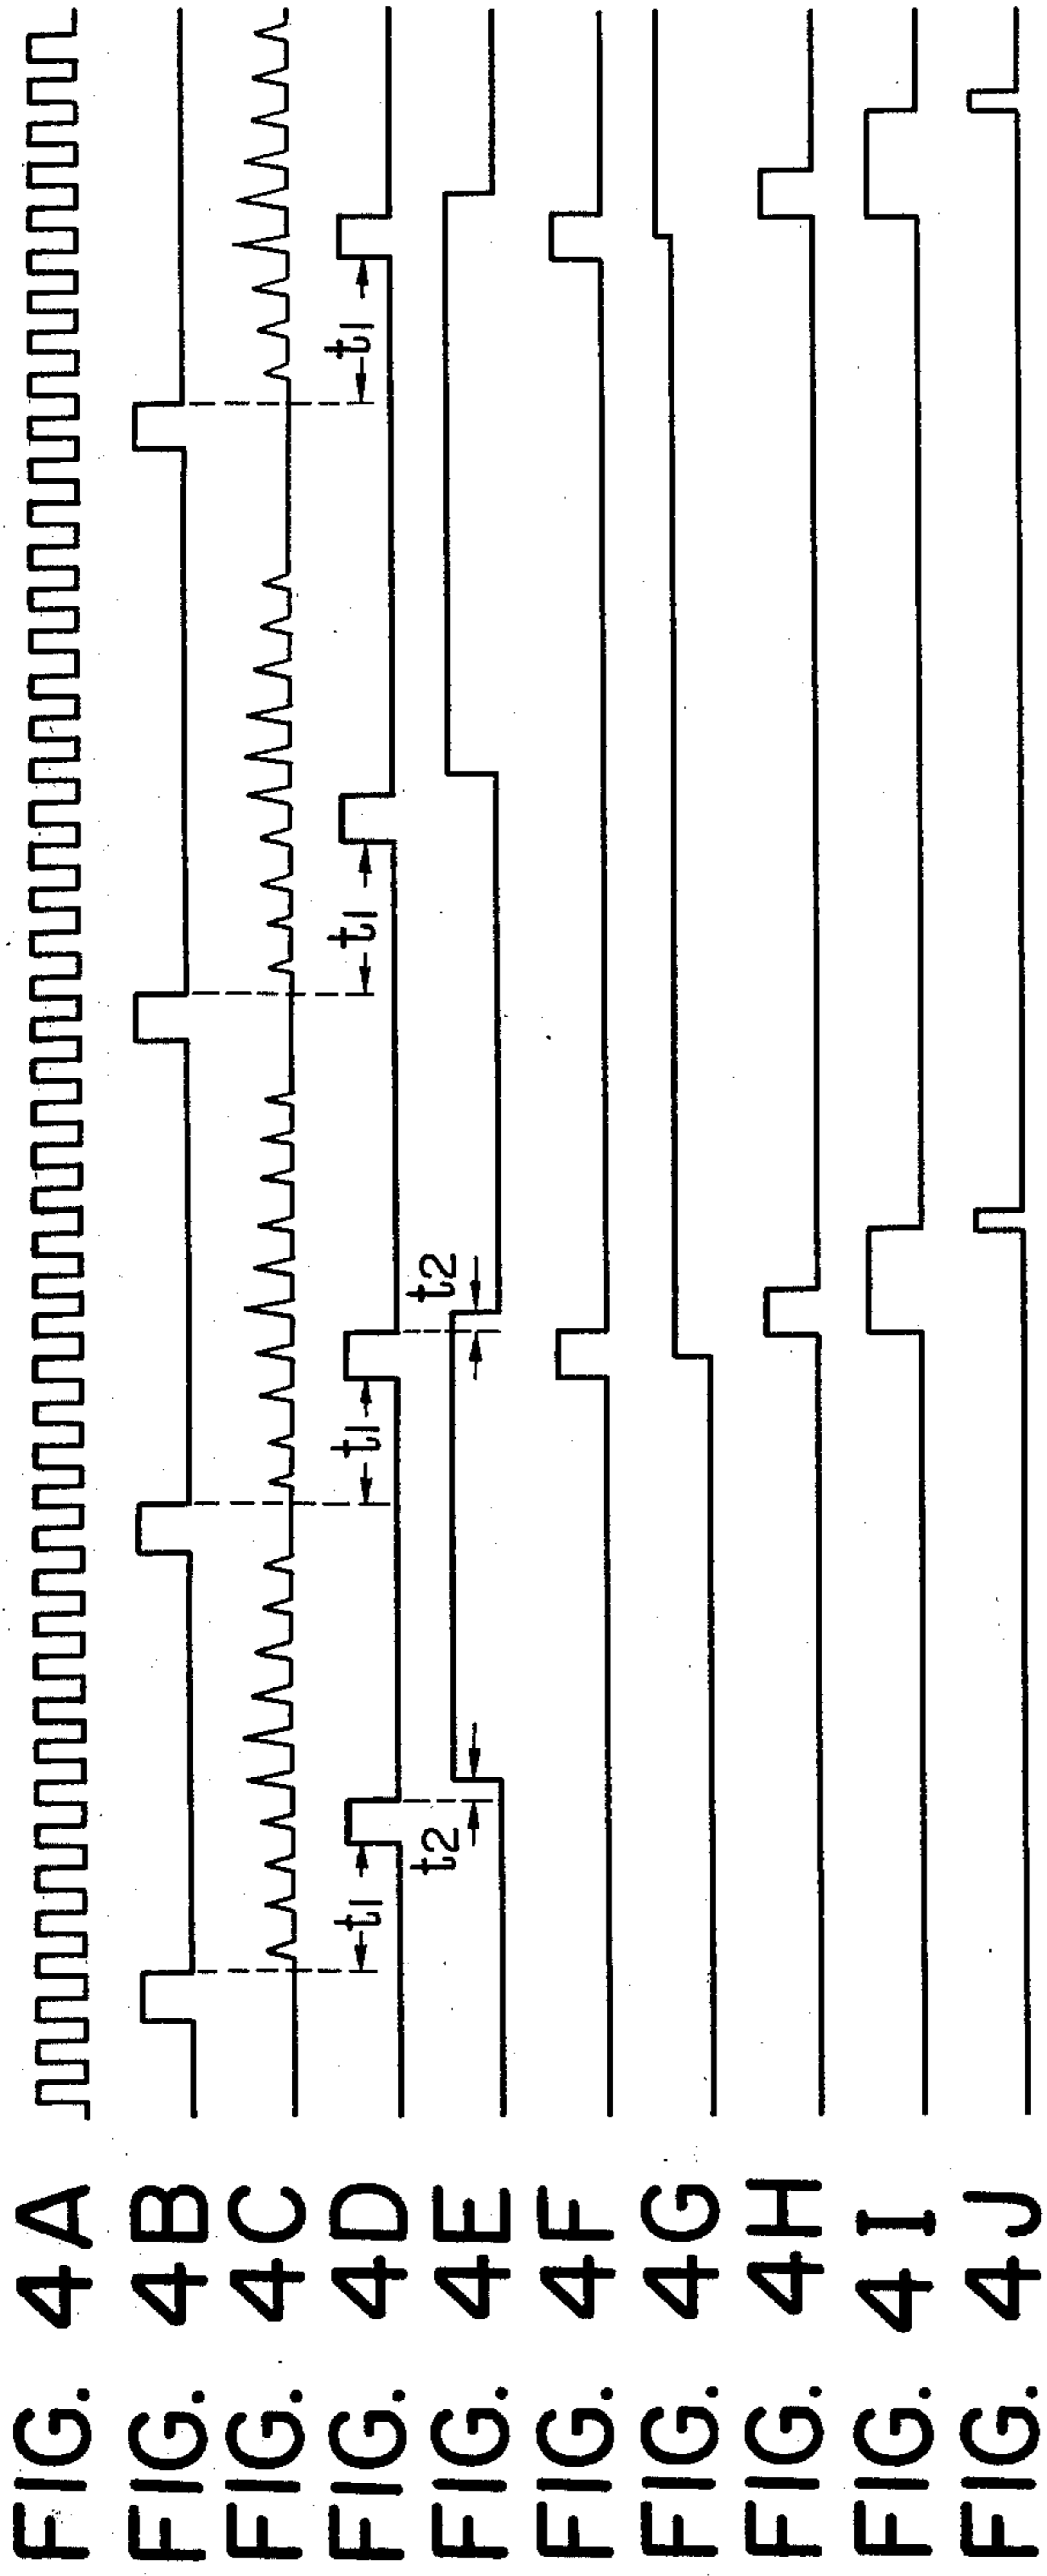 FIG. 4A
FIG. 4B
FIG. 4C
FIG. 4D
t1 t1 t1 t1
FIG. 4E
t2 t2
FIG. 4F
FIG. 4G
FIG. 4H
FIG. 4I
FIG. 4J